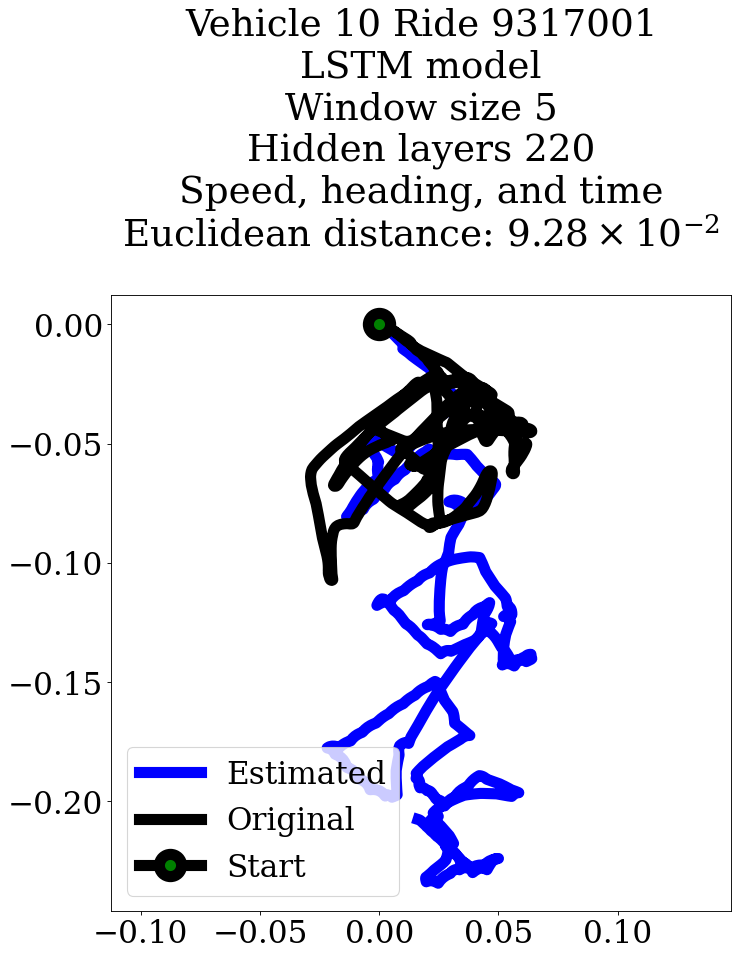 Vehicle 10 Ride 9317001
LSTM model
Window size 5
Hidden layers 220
Speed, heading, and time
Euclidean distance: 9.28 × 10⁻²
0.00
−0.05
−0.10
−0.15
−0.20
Estimated
Original
Start
−0.10 −0.05 0.00 0.05 0.10